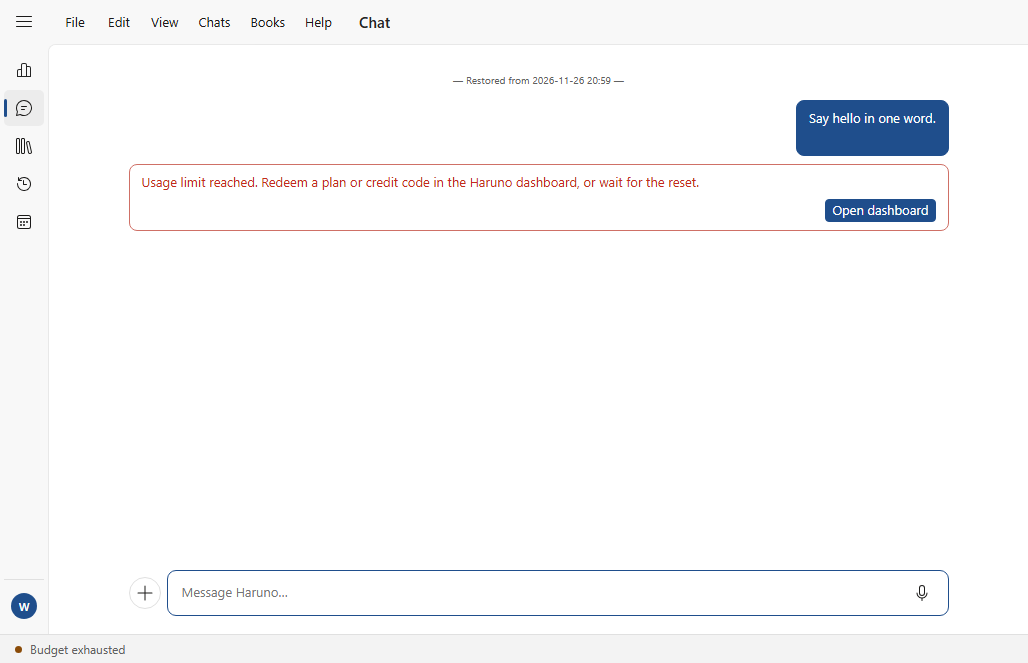 File Edit View Chats Books Help Chat
— Restored from 2026-11-26 20:59 —
Say hello in one word.
Usage limit reached. Redeem a plan or credit code in the Haruno dashboard, or wait for the reset.
Open dashboard
Message Haruno...
W
Budget exhausted